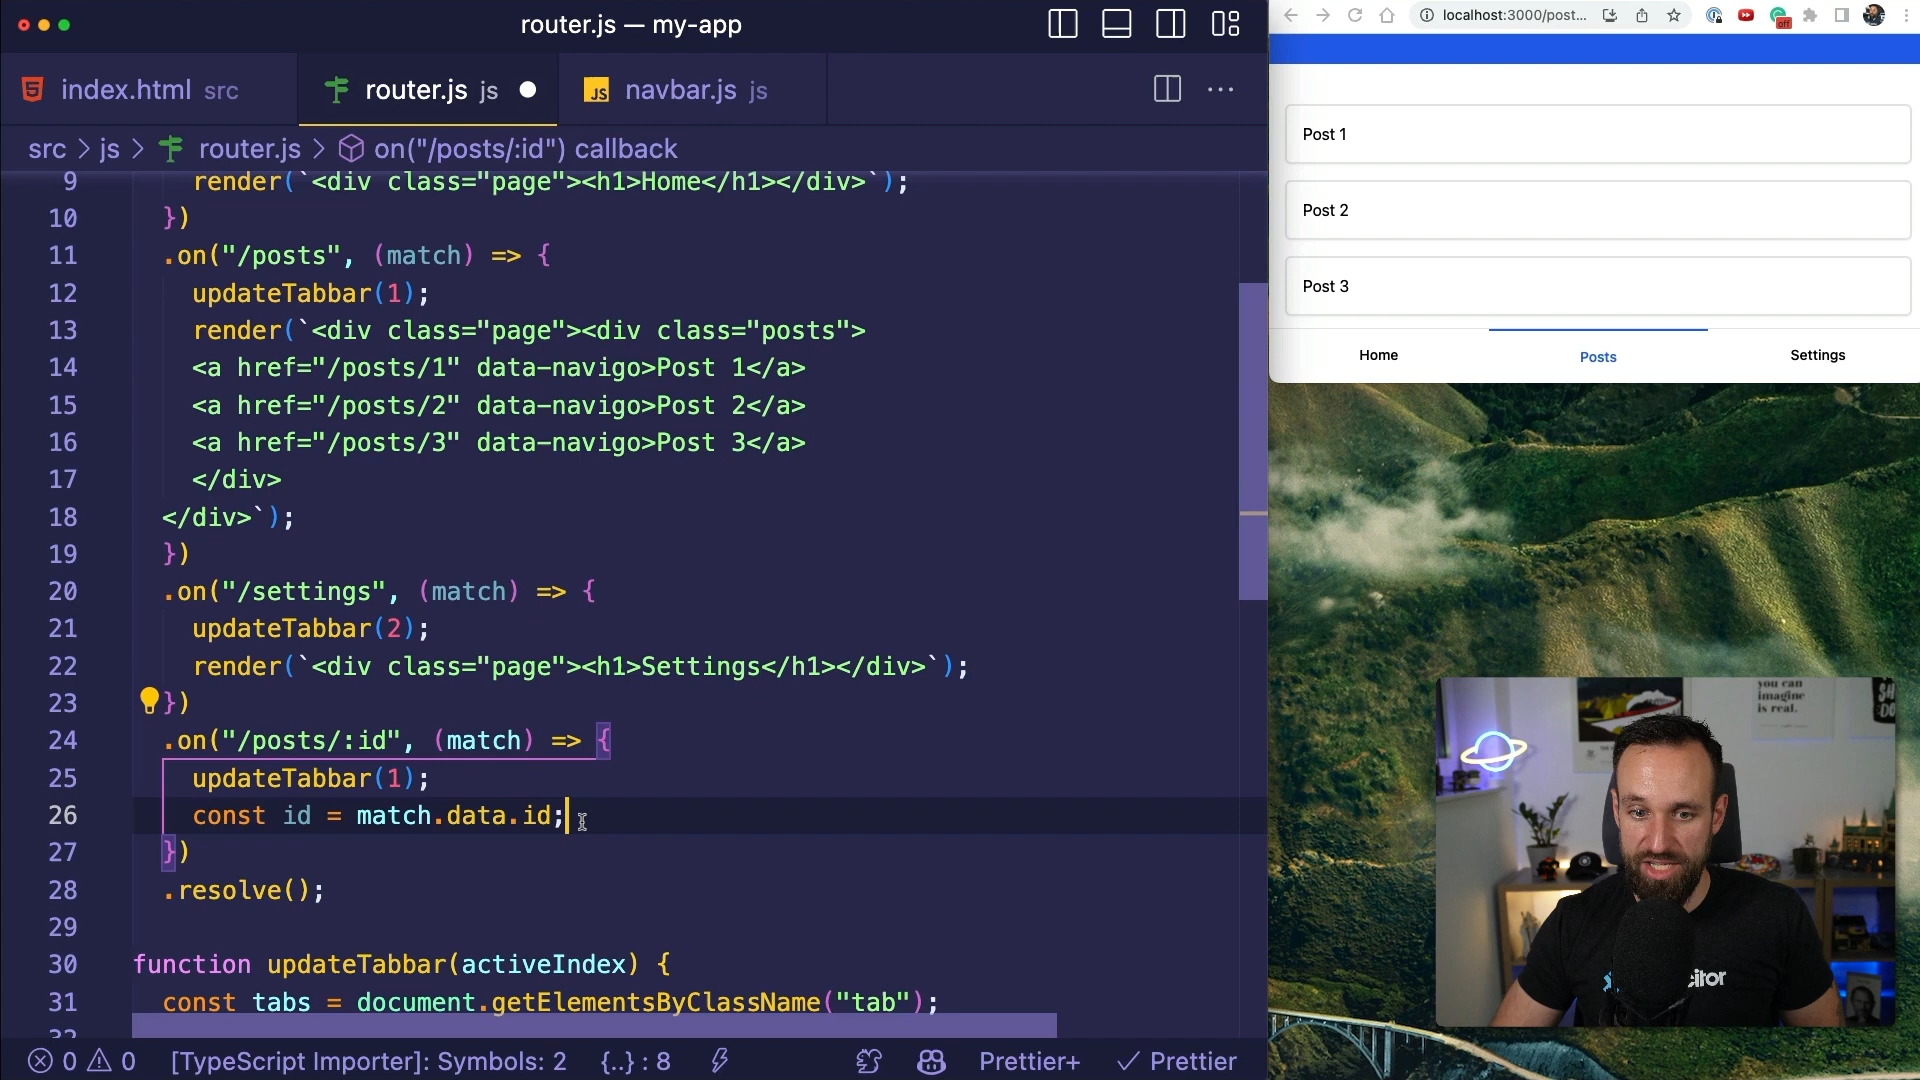 router.js — my-app
index.html src
router.js js
JS navbar.js js
src > js > router.js > on("/posts/:id") callback
9 render(`<div class="page"><h1>Home</h1></div>`);
10 })
11 .on("/posts", (match) => {
12 updateTabbar(1);
13 render(`<div class="page"><div class="posts">
14 <a href="/posts/1" data-navigo>Post 1</a>
15 <a href="/posts/2" data-navigo>Post 2</a>
16 <a href="/posts/3" data-navigo>Post 3</a>
17 </div>
18 </div>`);
19 })
20 .on("/settings", (match) => {
21 updateTabbar(2);
22 render(`<div class="page"><h1>Settings</h1></div>`);
23 })
24 .on("/posts/:id", (match) => {
25 updateTabbar(1);
26 const id = match.data.id;
27 })
28 .resolve();
29
30 function updateTabbar(activeIndex) {
31 const tabs = document.getElementsByClassName("tab");
32
0 0 [TypeScript Importer]: Symbols: 2 {..} : 8 Prettier+ Prettier
localhost:3000/post...
off
Post 1
Post 2
Post 3
Home Posts Settings
you can
imagine
is real.
citor